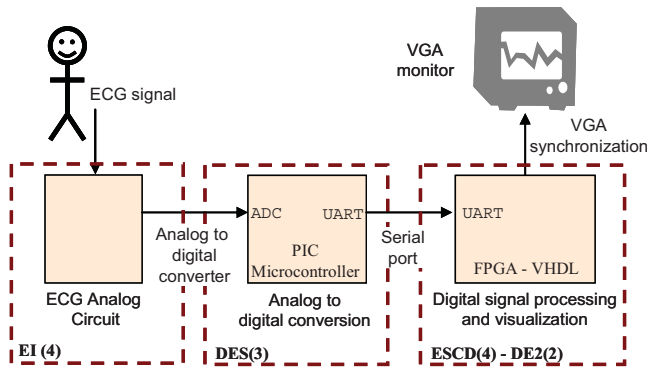 VGA
monitor
ECG signal
VGA
synchronization
ADC
UART
PIC
Microcontroller
UART
FPGA - VHDL
Analog to
digital
converter
Serial
port
ECG Analog
Circuit
Analog to
digital conversion
Digital signal processing
and visualization
EI (4)
DES(3)
ESCD(4) - DE2(2)